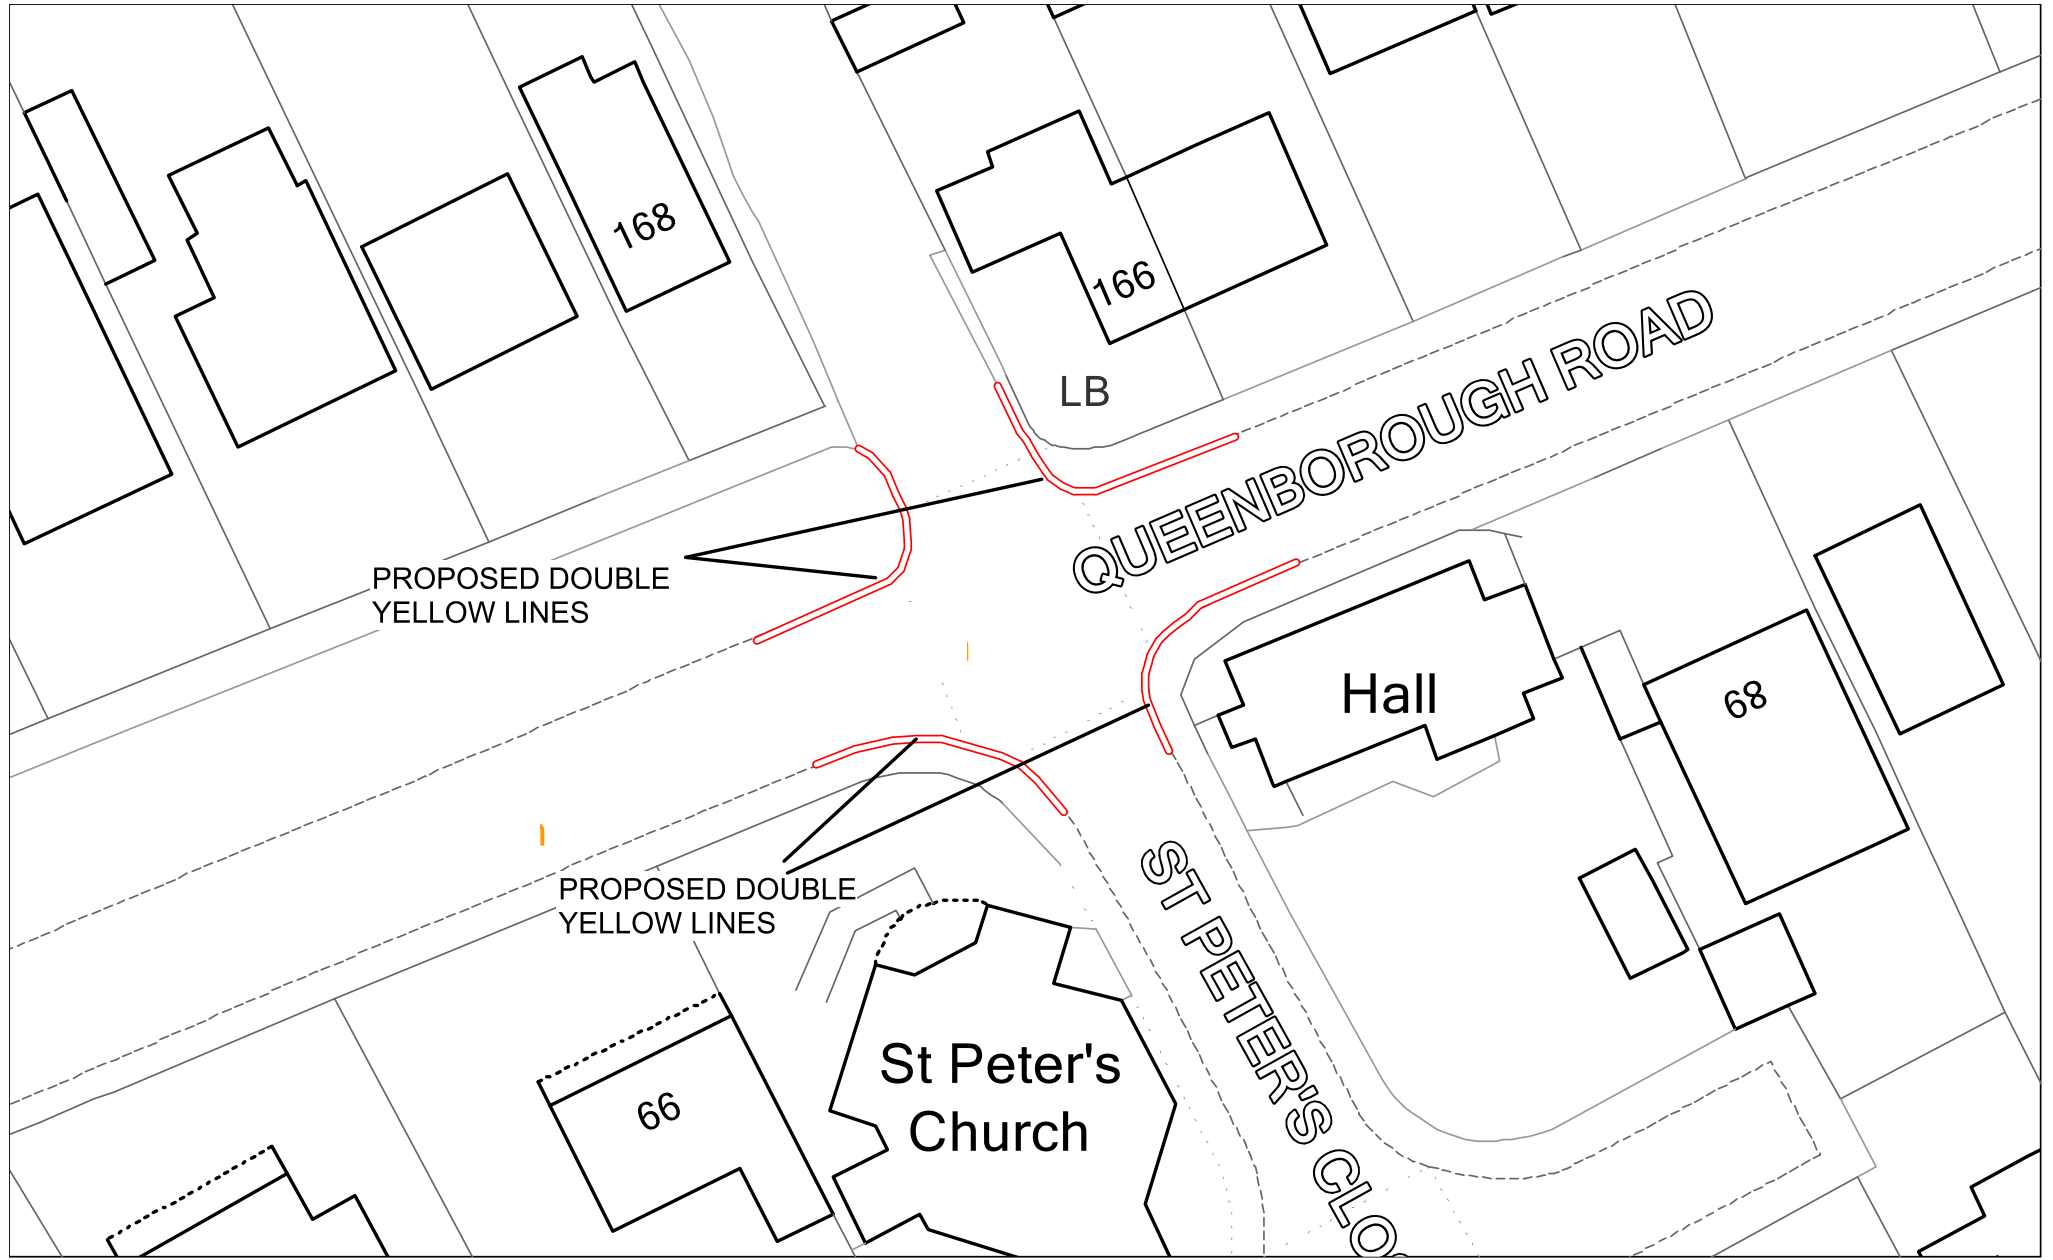 168
166
LB
QUEENBOROUGH ROAD
PROPOSED DOUBLE
YELLOW LINES
Hall
68
PROPOSED DOUBLE
YELLOW LINES
ST PETER'S CLO
St Peter's
Church
66